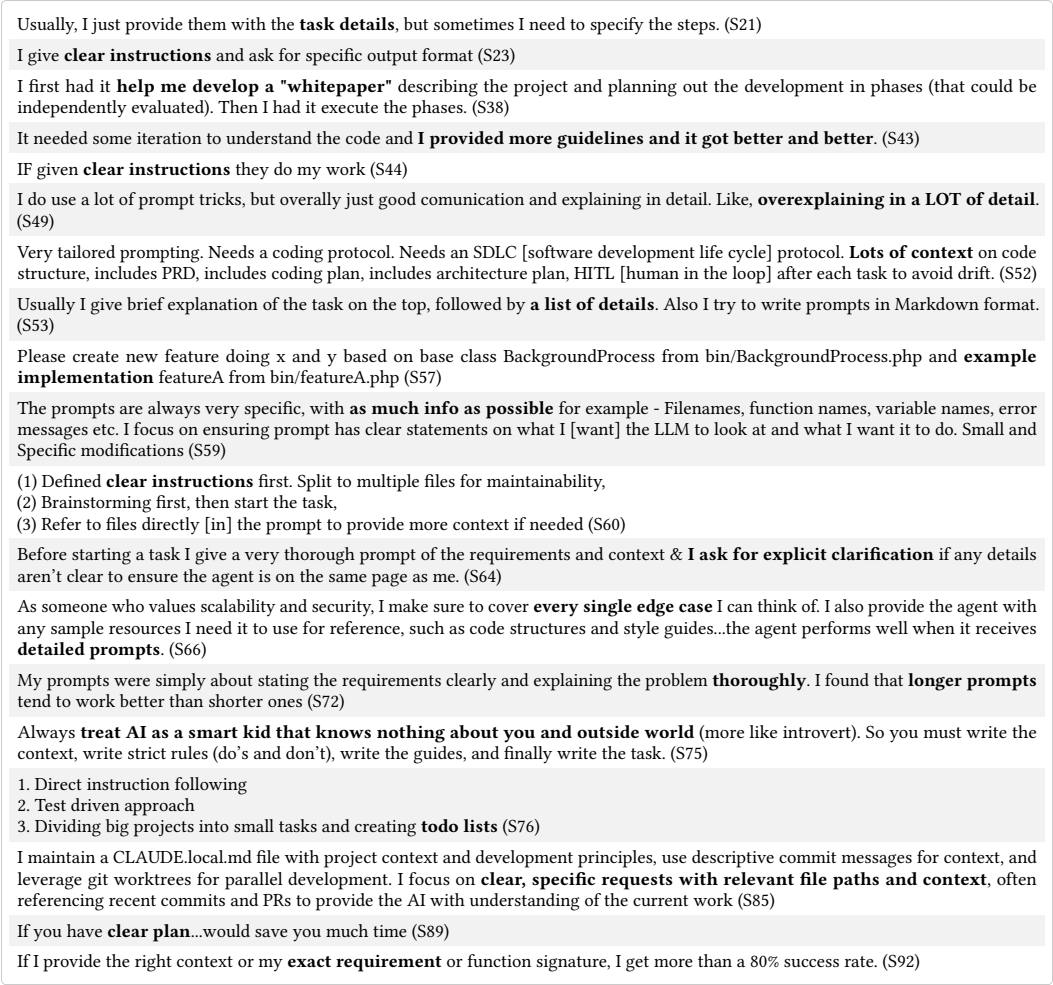 Usually, I just provide them with the task details, but sometimes I need to specify the steps. (S21)
I give clear instructions and ask for specific output format (S23)
I first had it help me develop a "whitepaper" describing the project and planning out the development in phases (that could be
independently evaluated). Then I had it execute the phases. (S38)
It needed some iteration to understand the code and I provided more guidelines and it got better and better. (S43)
IF given clear instructions they do my work (S44)
I do use a lot of prompt tricks, but overally just good comunication and explaining in detail. Like, overexplaining in a LOT of detail.
(S49)
Very tailored prompting. Needs a coding protocol. Needs an SDLC [software development life cycle] protocol. Lots of context on code
structure, includes PRD, includes coding plan, includes architecture plan, HITL [human in the loop] after each task to avoid drift. (S52)
Usually I give brief explanation of the task on the top, followed by a list of details. Also I try to write prompts in Markdown format.
(S53)
Please create new feature doing x and y based on base class BackgroundProcess from bin/BackgroundProcess.php and example
implementation featureA from bin/featureA.php (S57)
The prompts are always very specific, with as much info as possible for example - Filenames, function names, variable names, error
messages etc. I focus on ensuring prompt has clear statements on what I [want] the LLM to look at and what I want it to do. Small and
Specific modifications (S59)
(1) Defined clear instructions first. Split to multiple files for maintainability,
(2) Brainstorming first, then start the task,
(3) Refer to files directly [in] the prompt to provide more context if needed (S60)
Before starting a task I give a very thorough prompt of the requirements and context & I ask for explicit clarification if any details
aren't clear to ensure the agent is on the same page as me. (S64)
As someone who values scalability and security, I make sure to cover every single edge case I can think of. I also provide the agent with
any sample resources I need it to use for reference, such as code structures and style guides...the agent performs well when it receives
detailed prompts. (S66)
My prompts were simply about stating the requirements clearly and explaining the problem thoroughly. I found that longer prompts
tend to work better than shorter ones (S72)
Always treat AI as a smart kid that knows nothing about you and outside world (more like introvert). So you must write the
context, write strict rules (do's and don't), write the guides, and finally write the task. (S75)
1. Direct instruction following
2. Test driven approach
3. Dividing big projects into small tasks and creating todo lists (S76)
I maintain a CLAUDE.local.md file with project context and development principles, use descriptive commit messages for context, and
leverage git worktrees for parallel development. I focus on clear, specific requests with relevant file paths and context, often
referencing recent commits and PRs to provide the AI with understanding of the current work (S85)
If you have clear plan...would save you much time (S89)
If I provide the right context or my exact requirement or function signature, I get more than a 80% success rate. (S92)